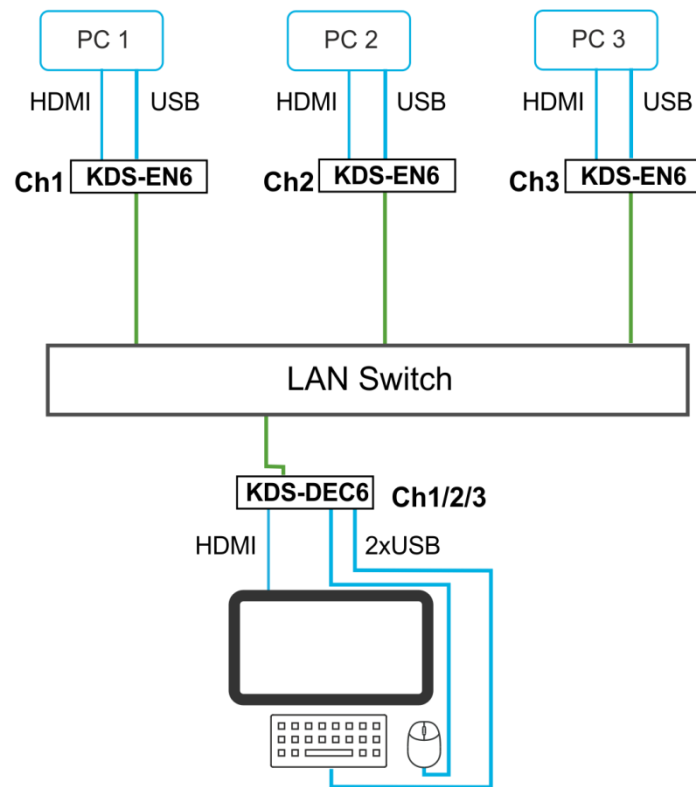 PC 1
PC 2
PC 3
HDMI USB
HDMI USB
HDMI USB
Ch1 KDS-EN6
Ch2 KDS-EN6
Ch3 KDS-EN6
LAN Switch
KDS-DEC6 Ch1/2/3
HDMI 2xUSB